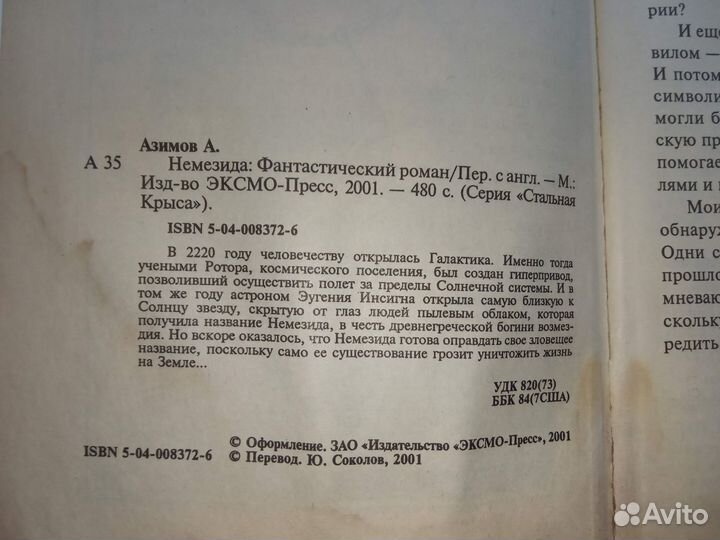 Азимов А.
А 35 Немезида: Фантастический роман/Пер. с англ. — М.:
Изд-во ЭКСМО-Пресс, 2001. — 480 с. (Серия «Стальная
Крыса»).
ISBN 5-04-008372-6
В 2220 году человечеству открылась Галактика. Именно тогда
учеными Ротора, космического поселения, был создан гипердривод,
позволивший осуществить полет за пределы Солнечной системы. И в
том же году астроном Эугения Инсигна открыла самую близкую к
Солнцу звезду, скрытую от глаз людей пылевым облаком, которая
получила название Немезида, в честь древнегреческой богини возмез-
дия. Но вскоре оказалось, что Немезида готова оправдать свое зловещее
название, поскольку само ее существование грозит уничтожить жизнь
на Земле...
УДК 820(73)
ББК 84(7США)
© Оформление. ЗАО «Издательство «ЭКСМО-Пресс», 2001
ISBN 5-04-008372-6 © Перевод. Ю. Соколов, 2001
рии?
И ещ
вилом —
И потом
символи
могли б
скую пр
помогае
лями и
Мои
обнаруж
Одни с
прошло
мневаю
скольку
редить
Avito